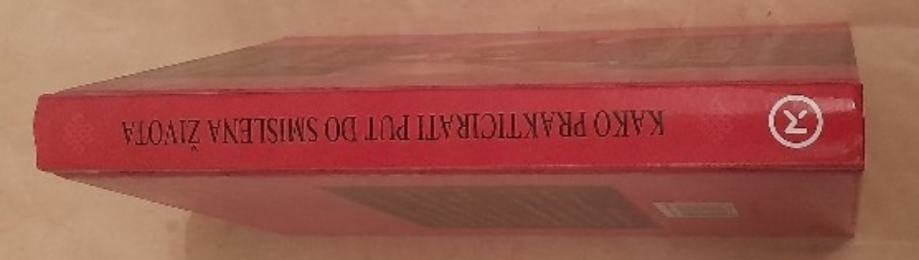 KAKO PRAKTICIRATI PUT DO SMISLENA ŽIVOTA